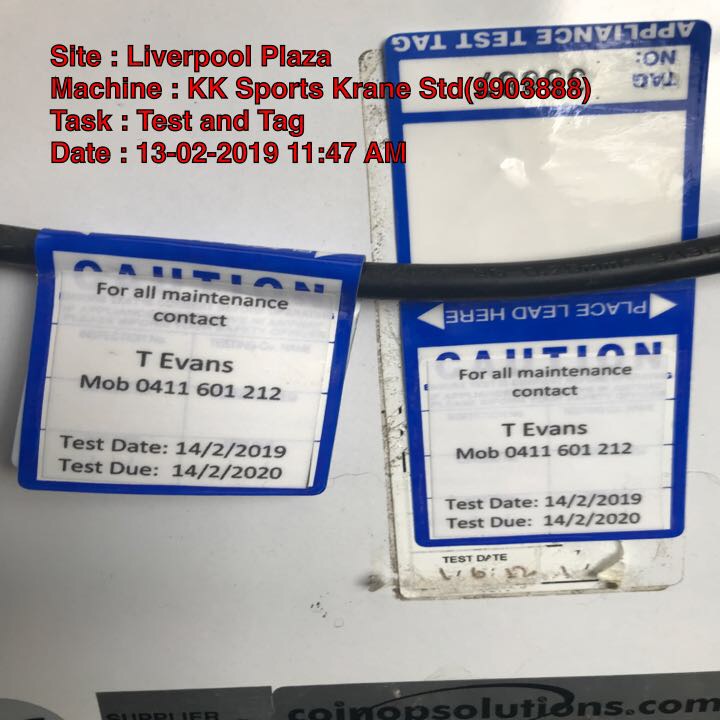 Site : Liverpool Plaza
Machine : KK Sports Krane Std(9903888)
Task : Test and Tag
Date : 13-02-2019 11:47 AM
APPLIANCE TEST TAG
TAG
NO:
PLACE LEAD HERE
CAUTION
For all maintenance
contact
T Evans
Mob 0411 601 212
Test Date: 14/2/2019
Test Due: 14/2/2020
CAUTION
For all maintenance
contact
T Evans
Mob 0411 601 212
Test Date: 14/2/2019
Test Due: 14/2/2020
TEST DATE
SUPPLIER
coinopsolutions.com